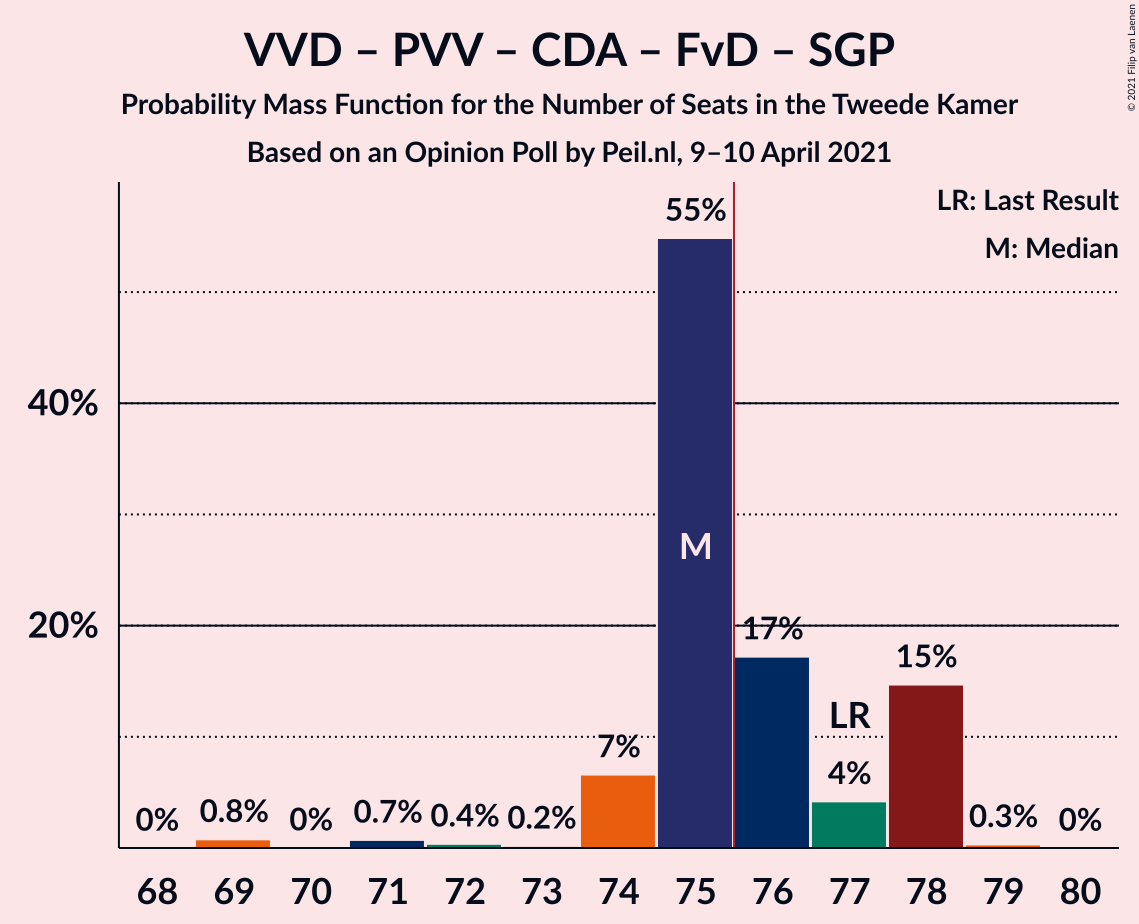 VVD – PVV – CDA – FvD – SGP
Probability Mass Function for the Number of Seats in the Tweede Kamer
Based on an Opinion Poll by Peil.nl, 9–10 April 2021
© 2021 Filip van Laenen
LR: Last Result
M: Median
40%
20%
0%
0.8%
0%
0.7%
0.4%
0.2%
7%
55%
M
17%
LR
4%
15%
0.3%
0%
68 69 70 71 72 73 74 75 76 77 78 79 80